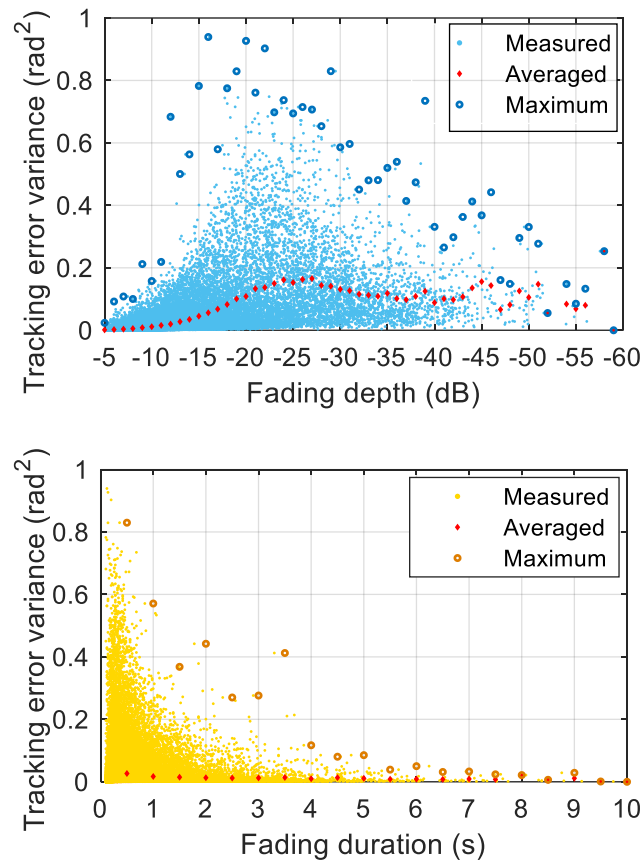 Tracking error variance (rad²)
1
0.8
0.6
0.4
0.2
0
Measured
Averaged
Maximum
-5 -10 -15 -20 -25 -30 -35 -40 -45 -50 -55 -60
Fading depth (dB)
Tracking error variance (rad²)
1
0.8
0.6
0.4
0.2
0
Measured
Averaged
Maximum
0 1 2 3 4 5 6 7 8 9 10
Fading duration (s)